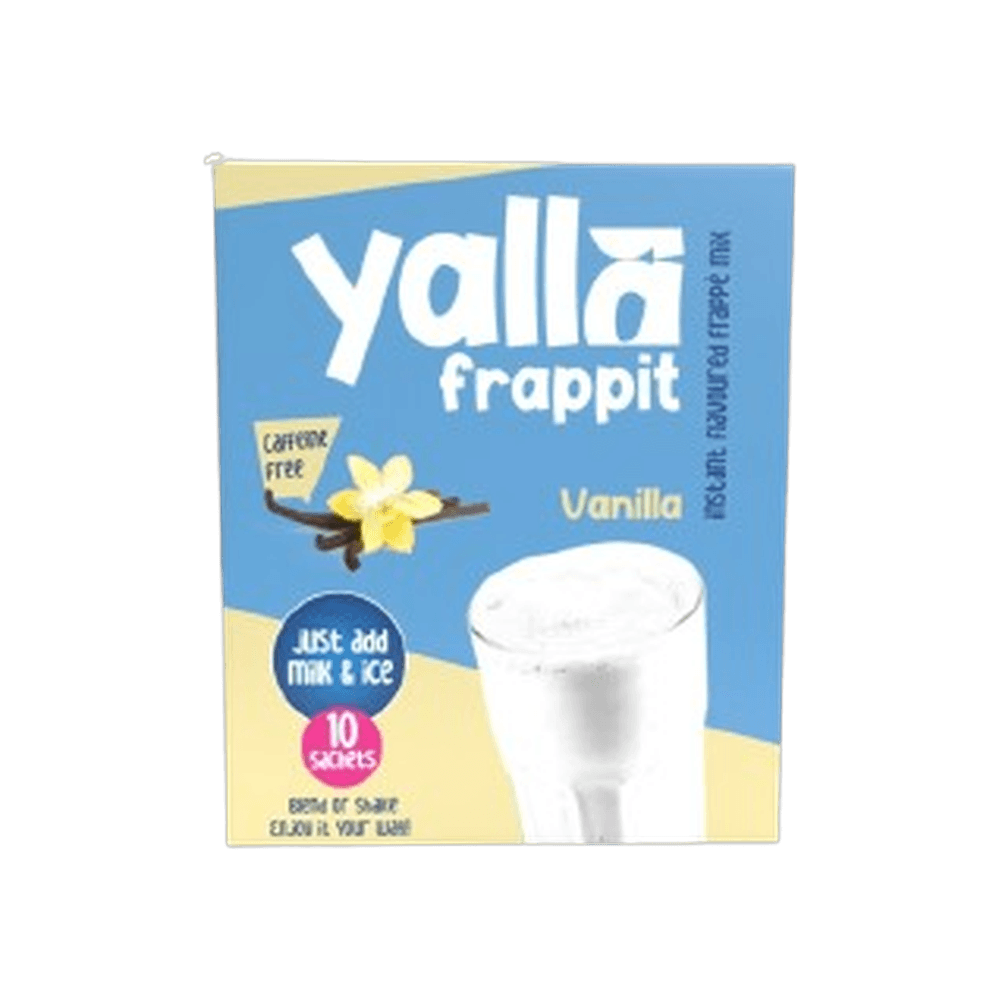 yalla
frappit
instant flavoured frappé mix
Caffeine
Free
Vanilla
Just add
milk & ice
10
sachets
Blend or Shake
Enjoy it your way!